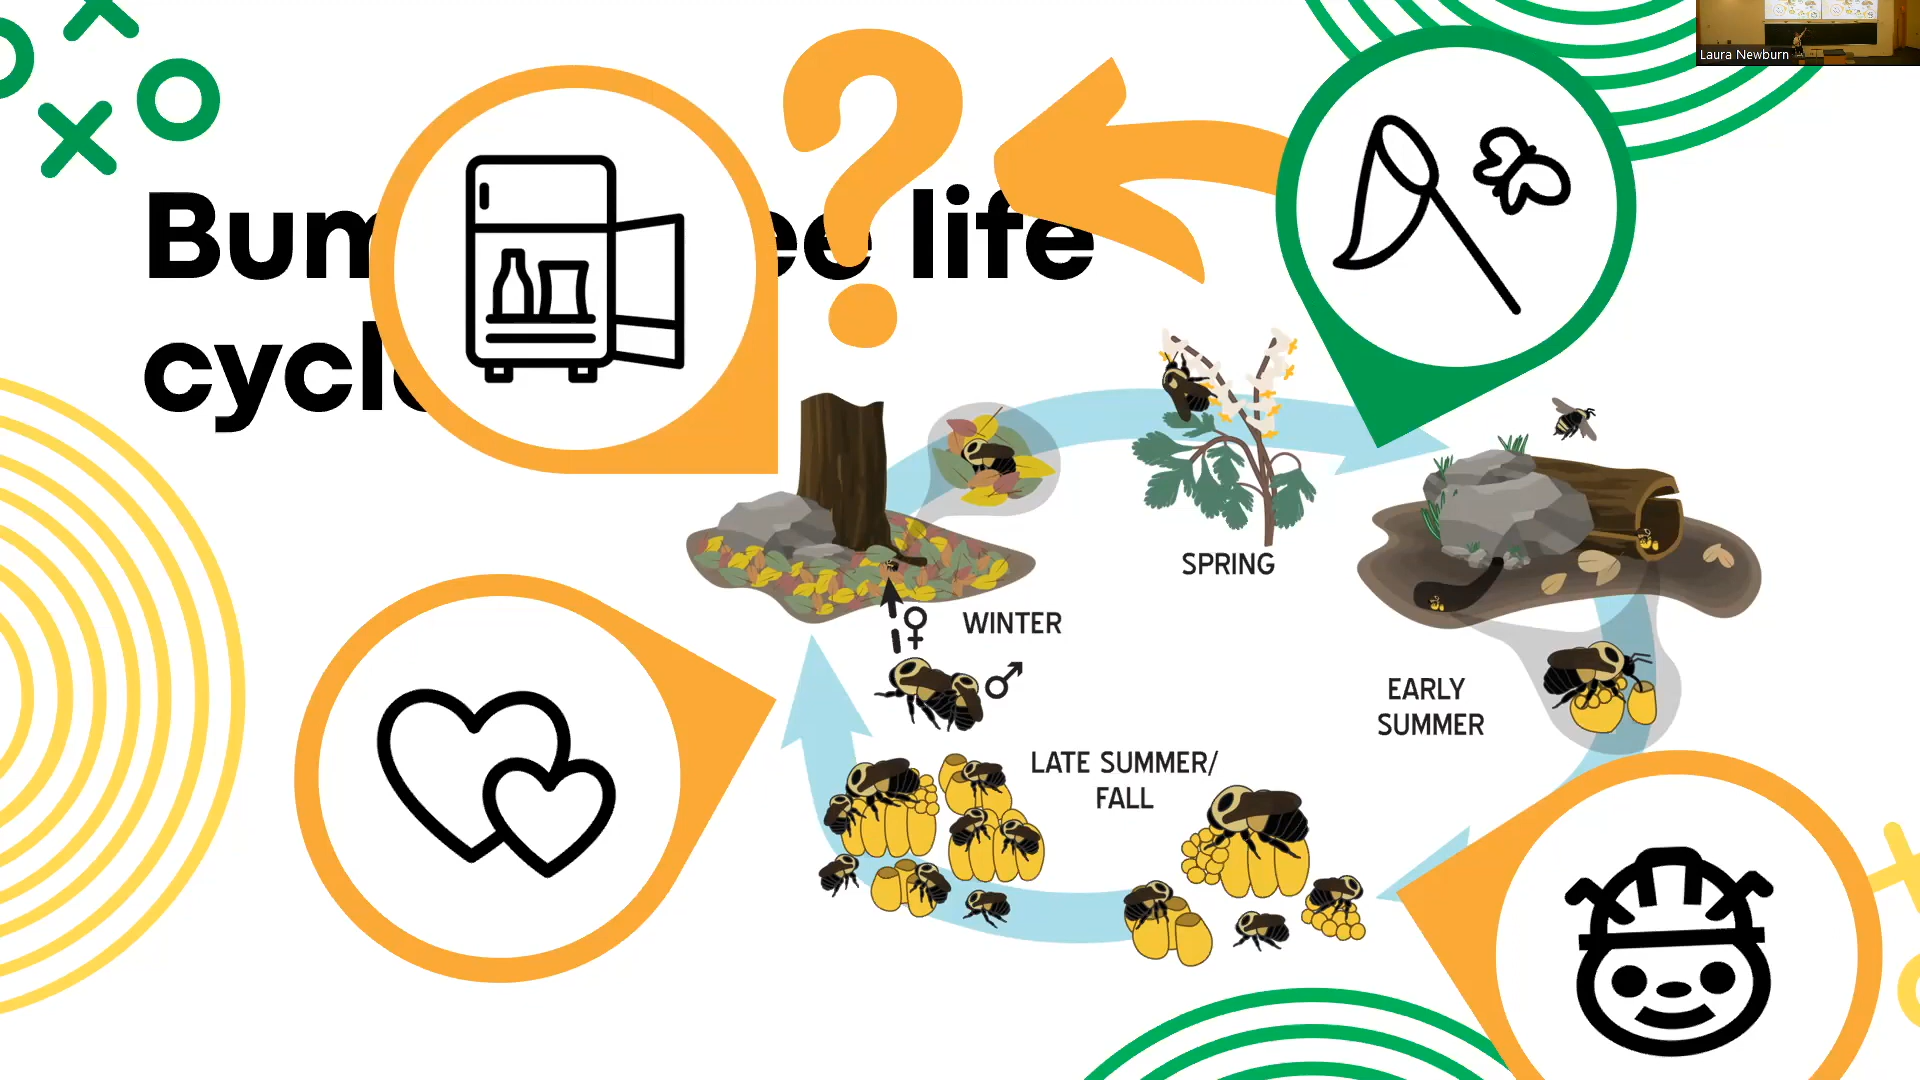 Laura Newburn
Bum ee life
cycl
?
SPRING
WINTER
EARLY
SUMMER
LATE SUMMER/
FALL